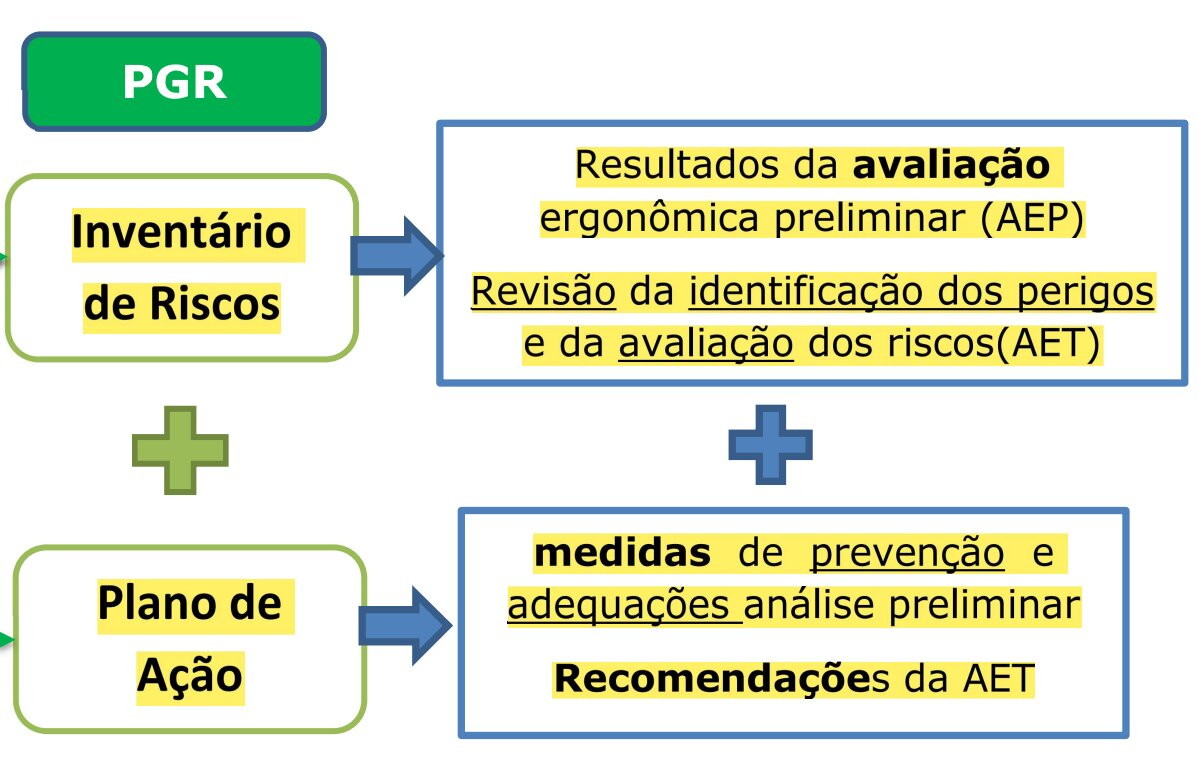 PGR
Inventário
de Riscos
Resultados da avaliação
ergonômica preliminar (AEP)
Revisão da identificação dos perigos
e da avaliação dos riscos(AET)
Plano de
Ação
medidas de prevenção e
adequações análise preliminar
Recomendações da AET